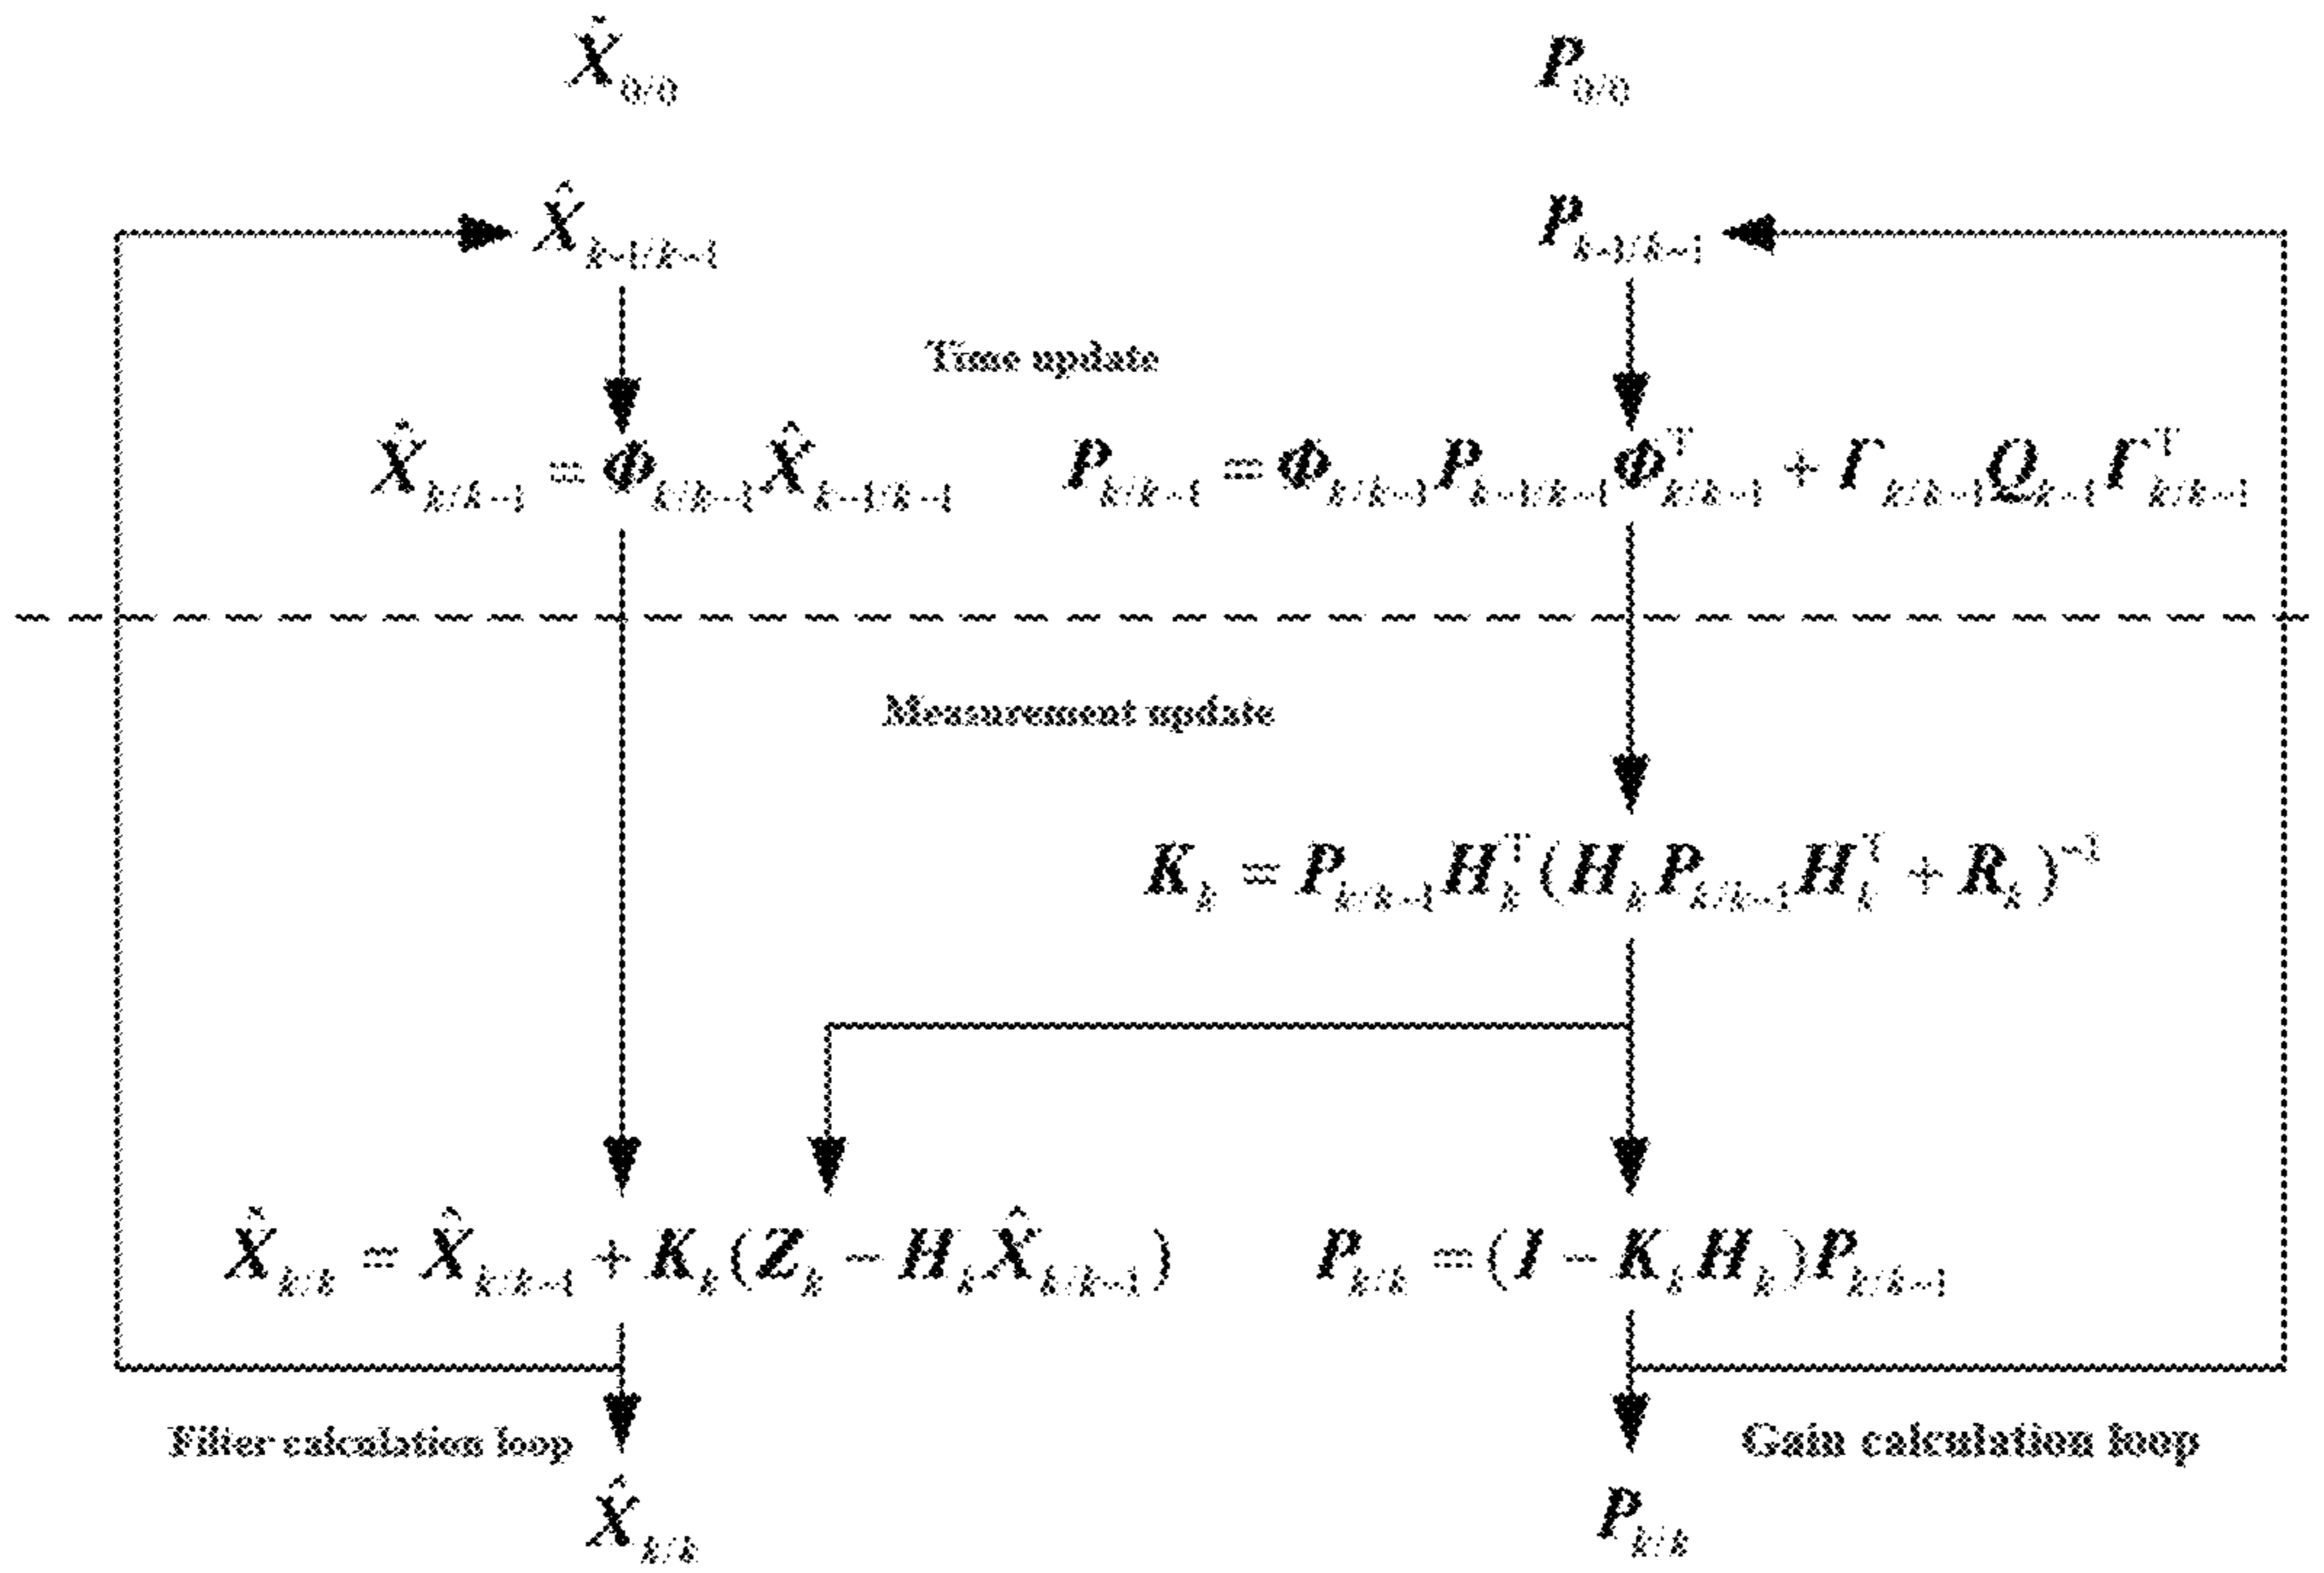 X̂₀/₀ P₀/₀
X̂ₖ₋₁/ₖ₋₁ Pₖ₋₁/ₖ₋₁
Time update
X̂ₖ/ₖ₋₁ = Φₖ/ₖ₋₁X̂ₖ₋₁/ₖ₋₁ Pₖ/ₖ₋₁ = Φₖ/ₖ₋₁Pₖ₋₁/ₖ₋₁Φᵀₖ/ₖ₋₁ + Γₖ/ₖ₋₁Qₖ₋₁Γᵀₖ/ₖ₋₁
Measurement update
Kₖ = Pₖ/ₖ₋₁Hₖᵀ(HₖPₖ/ₖ₋₁Hₖᵀ + Rₖ)⁻¹
X̂ₖ/ₖ = X̂ₖ/ₖ₋₁ + Kₖ(Zₖ − HₖX̂ₖ/ₖ₋₁) Pₖ/ₖ = (I − KₖHₖ)Pₖ/ₖ₋₁
Filter calculation loop Gain calculation loop
X̂ₖ/ₖ Pₖ/ₖ